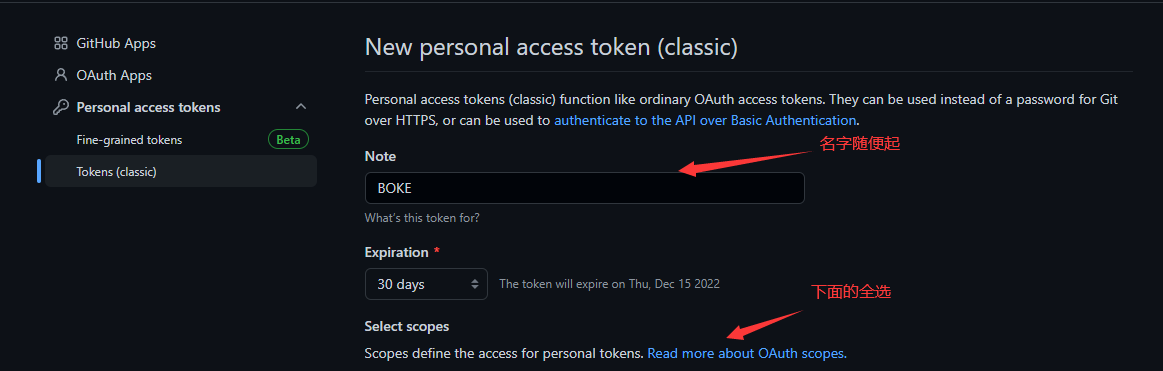 GitHub Apps
OAuth Apps
Personal access tokens
Fine-grained tokens Beta
Tokens (classic)
New personal access token (classic)
Personal access tokens (classic) function like ordinary OAuth access tokens. They can be used instead of a password for Git
over HTTPS, or can be used to authenticate to the API over Basic Authentication.
名字随便起
Note
BOKE
What's this token for?
Expiration *
30 days The token will expire on Thu, Dec 15 2022
下面的全选
Select scopes
Scopes define the access for personal tokens. Read more about OAuth scopes.